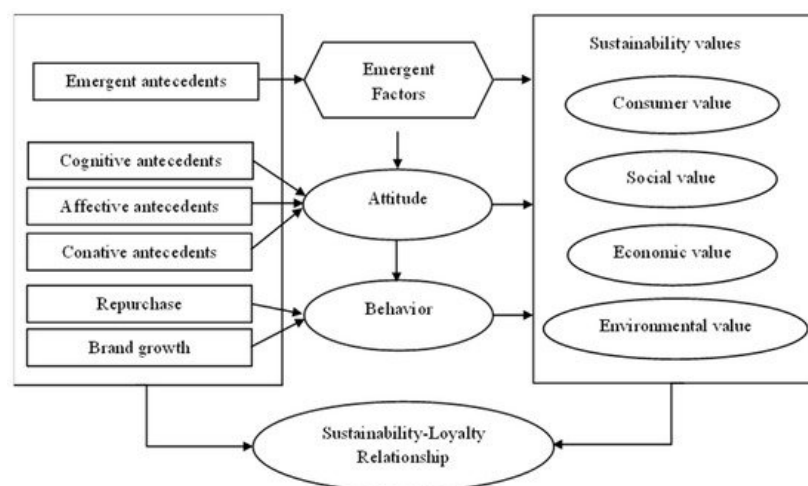 Sustainability values
Emergent antecedents
Emergent
Factors
Consumer value
Cognitive antecedents
Affective antecedents
Conative antecedents
Attitude
Social value
Economic value
Repurchase
Brand growth
Behavior
Environmental value
Sustainability-Loyalty
Relationship